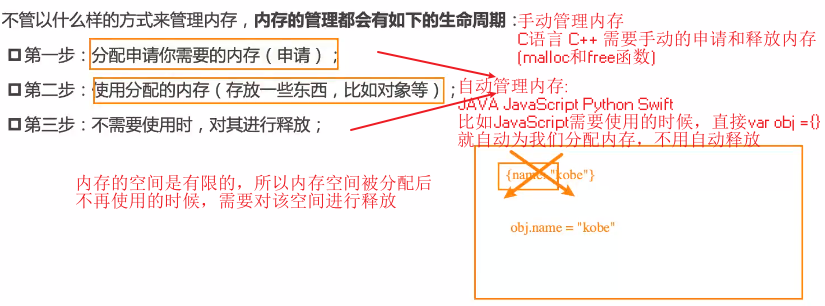 不管以什么样的方式来管理内存，内存的管理都会有如下的生命周期：
第一步：分配申请你需要的内存（申请）；
第二步：使用分配的内存（存放一些东西，比如对象等）；
第三步：不需要使用时，对其进行释放；
手动管理内存
C语言 C++ 需要手动的申请和释放内存
(malloc和free函数)
自动管理内存:
JAVA JavaScript Python Swift
比如JavaScript需要使用的时候，直接var obj ={}
就自动为我们分配内存，不用自动释放
内存的空间是有限的，所以内存空间被分配后
不再使用的时候，需要对该空间进行释放
{name: "kobe"}
obj.name = "kobe"